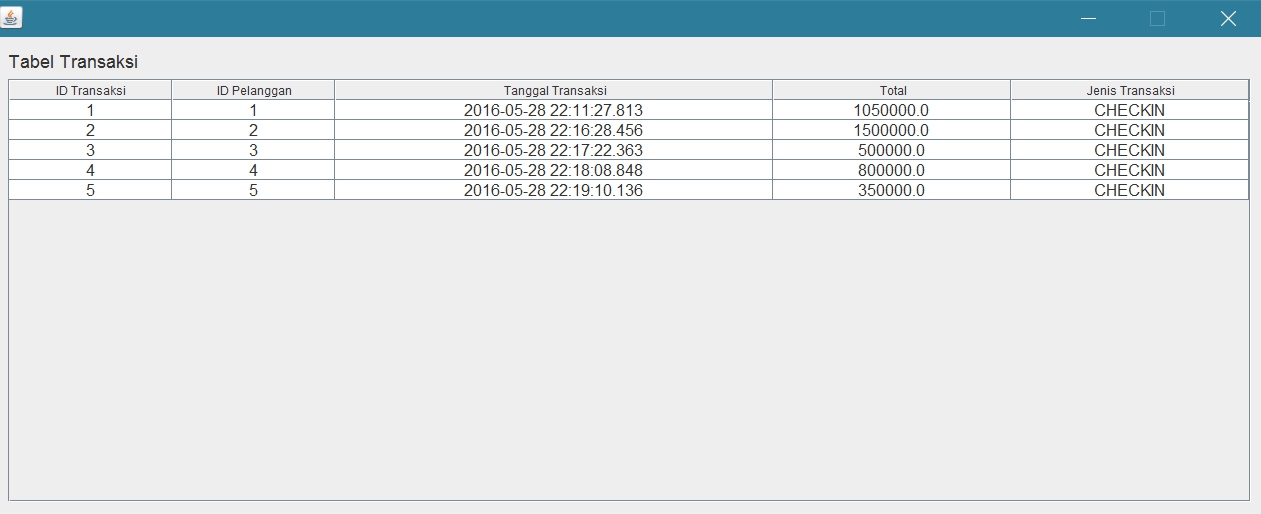 Tabel Transaksi
ID Transaksi ID Pelanggan Tanggal Transaksi Total Jenis Transaksi
1 1 2016-05-28 22:11:27.813 1050000.0 CHECKIN
2 2 2016-05-28 22:16:28.456 1500000.0 CHECKIN
3 3 2016-05-28 22:17:22.363 500000.0 CHECKIN
4 4 2016-05-28 22:18:08.848 800000.0 CHECKIN
5 5 2016-05-28 22:19:10.136 350000.0 CHECKIN